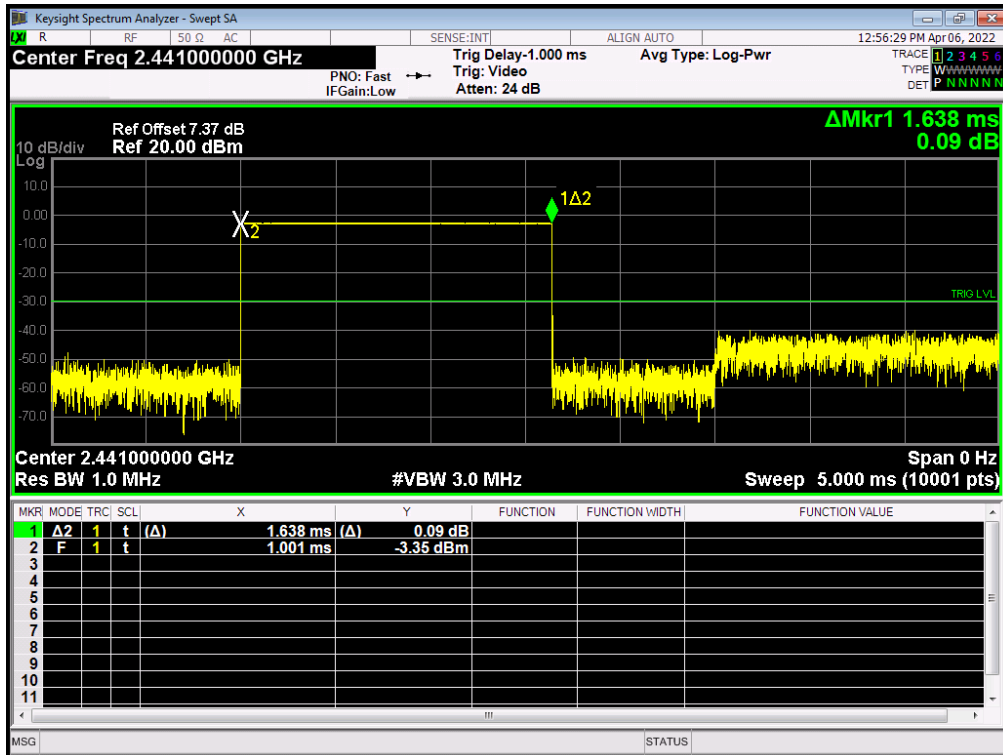 Keysight Spectrum Analyzer - Swept SA
LXI R RF 50 Ω AC SENSE:INT ALIGN AUTO 12:56:29 PM Apr 06, 2022
Center Freq 2.441000000 GHz
PNO: Fast
IFGain:Low
Trig Delay-1.000 ms
Trig: Video
Atten: 24 dB
Avg Type: Log-Pwr
TRACE 1 2 3 4 5 6
TYPE WWWWWW
DET P N N N N N
ΔMkr1 1.638 ms
0.09 dB
Ref Offset 7.37 dB
10 dB/div Ref 20.00 dBm
Log
10.0
0.00
-10.0
-20.0
-30.0
-40.0
-50.0
-60.0
-70.0
1Δ2
2
TRIG LVL
Center 2.441000000 GHz Span 0 Hz
Res BW 1.0 MHz #VBW 3.0 MHz Sweep 5.000 ms (10001 pts)
MKR MODE TRC SCL X Y FUNCTION FUNCTION WIDTH FUNCTION VALUE
1 Δ2 1 t (Δ) 1.638 ms (Δ) 0.09 dB
2 F 1 t 1.001 ms -3.35 dBm
3
4
5
6
7
8
9
10
11
MSG STATUS